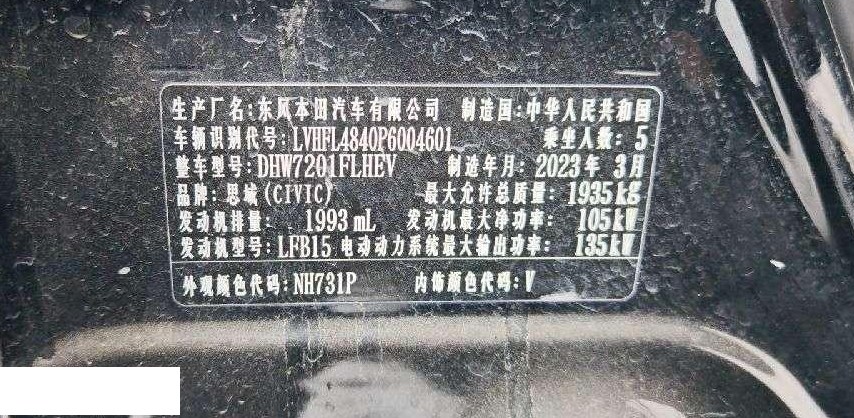 生产厂名:东风本田汽车有限公司 制造国:中华人民共和国
车辆识别代号:LVHFL4840P6004601 乘坐人数: 5
整车型号:DHW7201FLHEV 制造年月: 2023年 3月
品牌:思域(CIVIC) 最大允许总质量: 1935kg
发动机排量: 1993 mL 发动机最大净功率: 105kW
发动机型号:LFB15 电动动力系统最大输出功率: 135kW
外观颜色代码:NH731P 内饰颜色代码:V